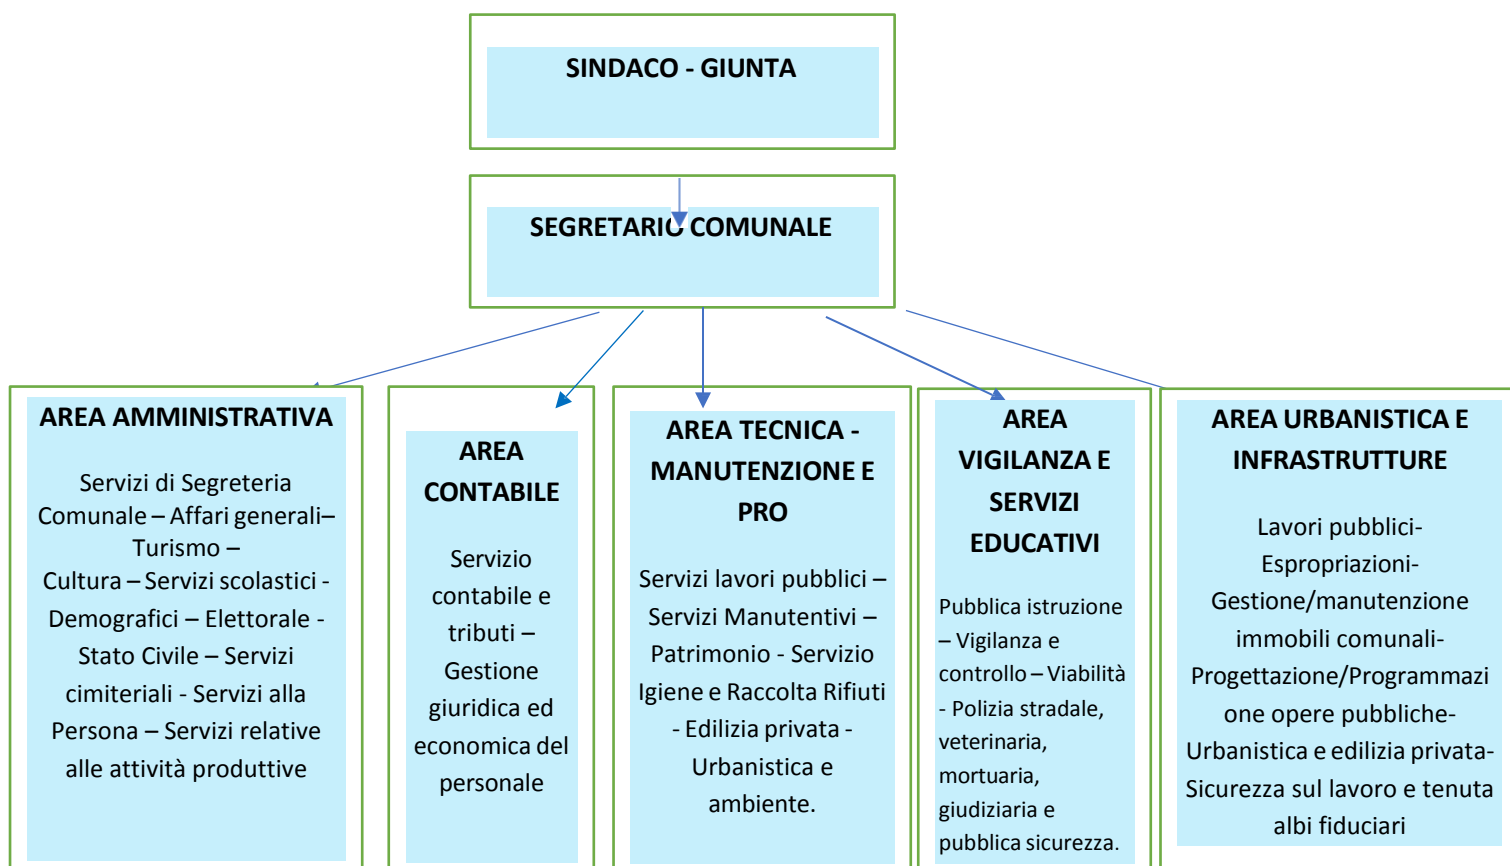 SINDACO - GIUNTA
SEGRETARIO COMUNALE
AREA AMMINISTRATIVA
Servizi di Segreteria
Comunale – Affari generali–
Turismo –
Cultura – Servizi scolastici -
Demografici – Elettorale -
Stato Civile – Servizi
cimiteriali - Servizi alla
Persona – Servizi relative
alle attività produttive
AREA
CONTABILE
Servizio
contabile e
tributi –
Gestione
giuridica ed
economica del
personale
AREA TECNICA -
MANUTENZIONE E
PRO
Servizi lavori pubblici –
Servizi Manutentivi –
Patrimonio - Servizio
Igiene e Raccolta Rifiuti
- Edilizia privata -
Urbanistica e
ambiente.
AREA
VIGILANZA E
SERVIZI
EDUCATIVI
Pubblica istruzione
– Vigilanza e
controllo – Viabilità
- Polizia stradale,
veterinaria,
mortuaria,
giudiziaria e
pubblica sicurezza.
AREA URBANISTICA E
INFRASTRUTTURE
Lavori pubblici-
Espropriazioni-
Gestione/manutenzione
immobili comunali-
Progettazione/Programmazi
one opere pubbliche-
Urbanistica e edilizia privata-
Sicurezza sul lavoro e tenuta
albi fiduciari